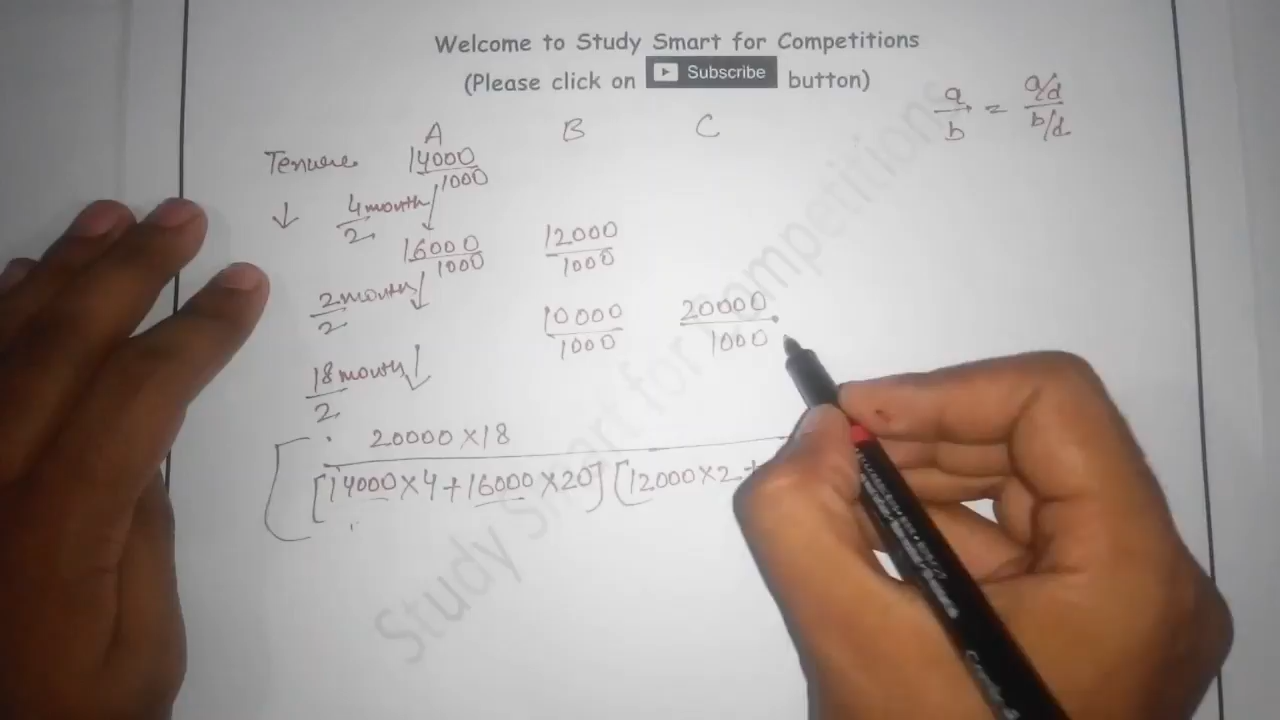 Welcome to Study Smart for Competitions
(Please click on Subscribe button)
a/b = a/d / b/d
A B C
Tenure 14000/1000
↓ 4 month/2 ↓
16000/1000 12000/1000
2 month/2 ↓
10000/1000 20000/1000
18 month/2 ↓
20000×18
[14000×4+16000×20] [12000×2+
Study Smart for Competitions